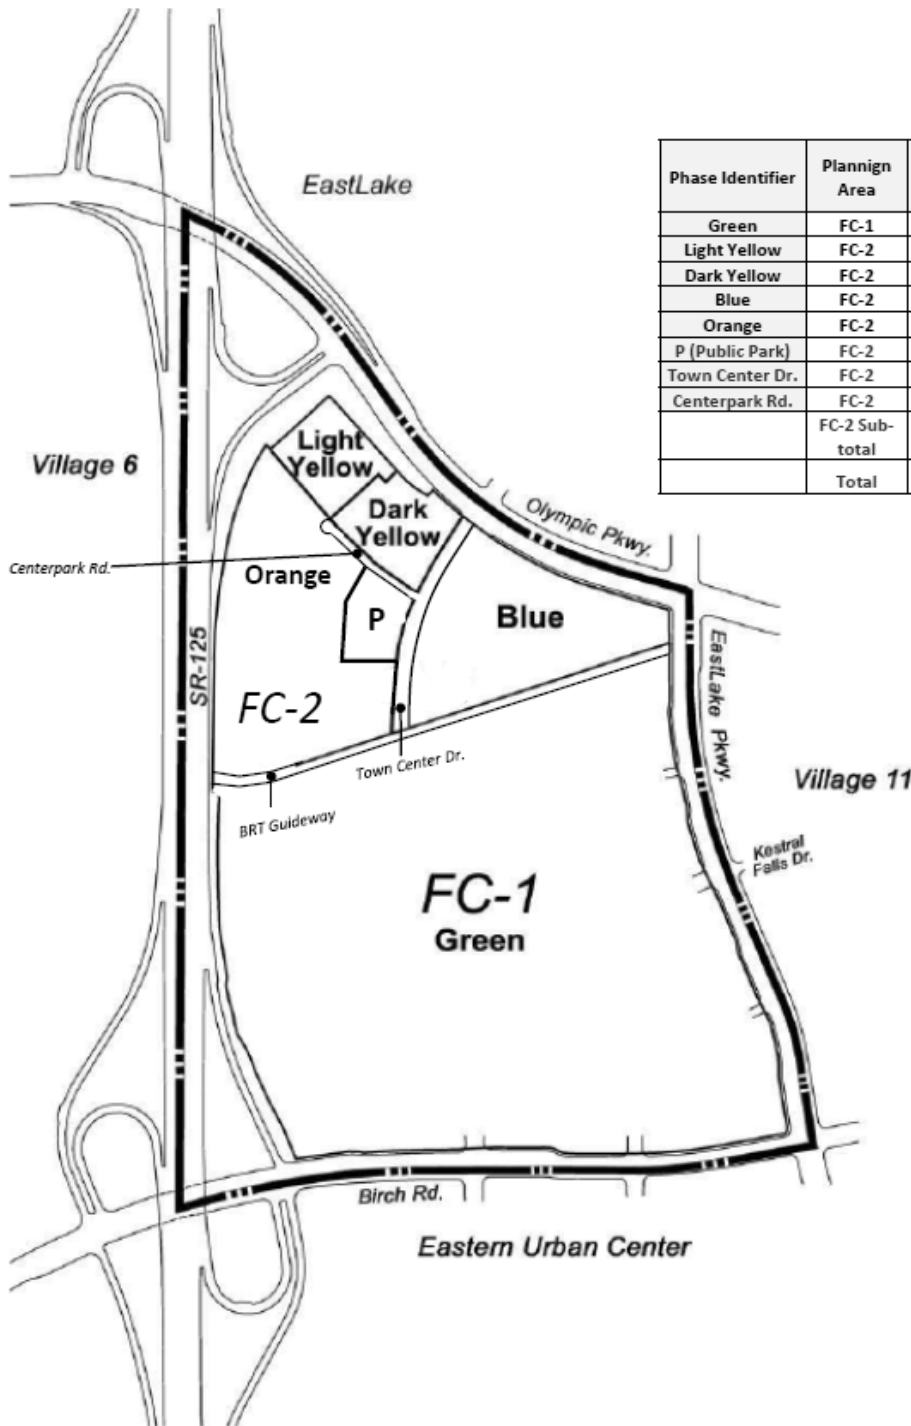 EastLake
Phase Identifier Plannign Area
Green FC-1
Light Yellow FC-2
Dark Yellow FC-2
Blue FC-2
Orange FC-2
P (Public Park) FC-2
Town Center Dr. FC-2
Centerpark Rd. FC-2
FC-2 Sub-total
Total
Village 6
Light
Yellow
Dark
Yellow
Olympic Pkwy.
Centerpark Rd.
Orange
P
Blue
SR-125
EastLake Pkwy.
FC-2
Town Center Dr.
BRT Guideway
Village 11
Kestral
Falls Dr.
FC-1
Green
Birch Rd.
Eastern Urban Center